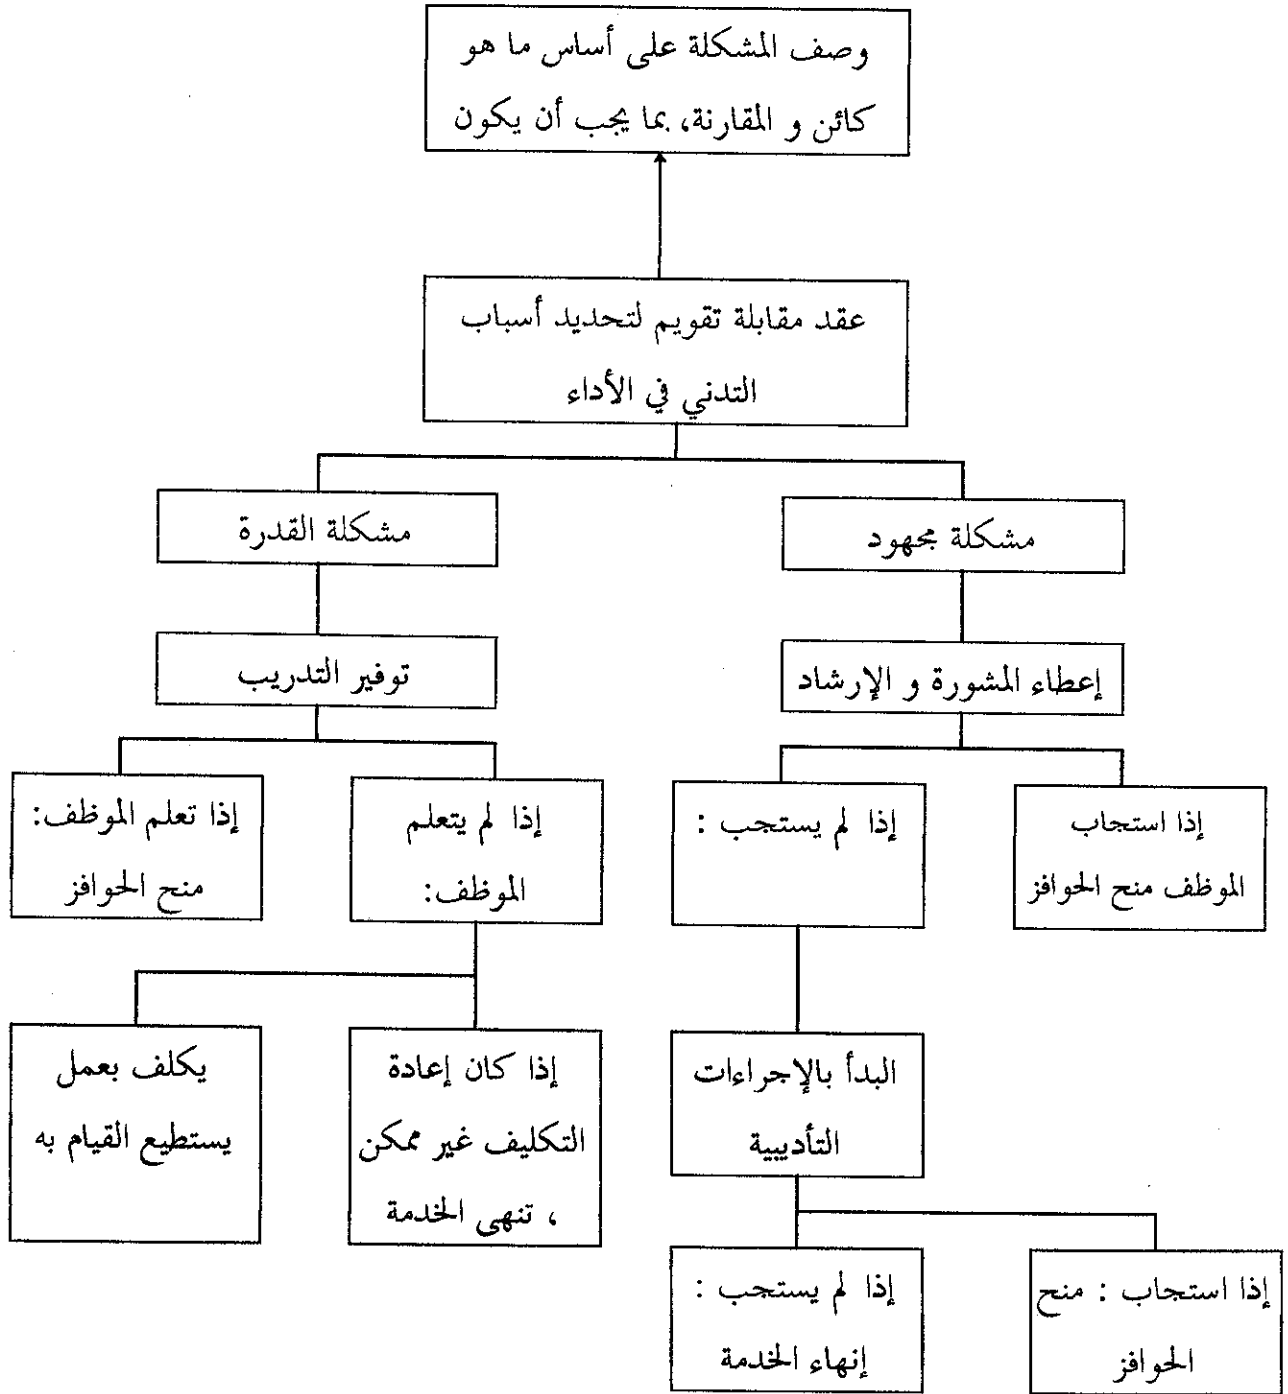 وصف المشكلة على أساس ما هو
كائن و المقارنة، بما يجب أن يكون
عقد مقابلة تقويم لتحديد أسباب
التدني في الأداء
مشكلة مجهود
مشكلة القدرة
إعطاء المشورة و الإرشاد
توفير التدريب
إذا استجاب
الموظف منح الحوافز
إذا لم يستجب :
إذا لم يتعلم
الموظف:
إذا تعلم الموظف:
منح الحوافز
البدأ بالإجراءات
التأديبية
إذا كان إعادة
التكليف غير ممكن
، تنهى الخدمة
يكلف بعمل
يستطيع القيام به
إذا استجاب : منح
الحوافز
إذا لم يستجب :
إنهاء الخدمة